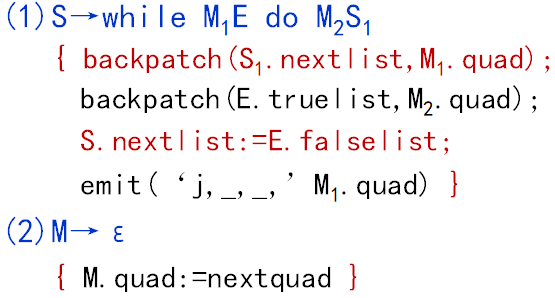 (1)S→while M₁E do M₂S₁
{ backpatch(S₁.nextlist,M₁.quad);
backpatch(E.truelist,M₂.quad);
S.nextlist:=E.falselist;
emit(‘j,_,_,’ M₁.quad) }
(2)M→ ε
{ M.quad:=nextquad }